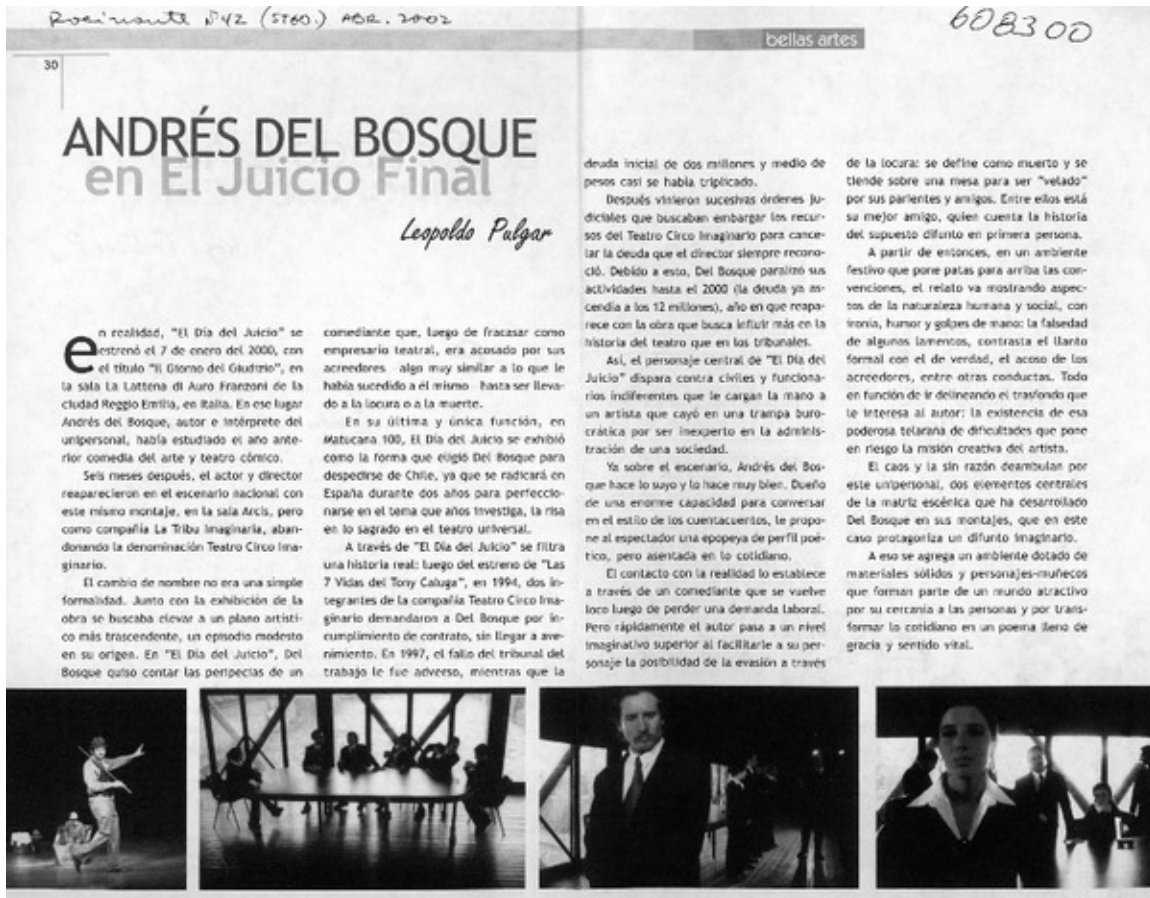 Rocinante Nº42 (STGO.) ABR. 2002
608300
bellas artes
30
ANDRÉS DEL BOSQUE
en El Juicio Final
Leopoldo Pulgar
en realidad, "El Día del Juicio" se
estrenó el 7 de enero del 2000, con
el título "Il Giorno del Giudizio", en
la sala La Lattena di Auro Franzoni de la
ciudad Reggio Emilia, en Italia. En ese lugar
Andrés del Bosque, autor e intérprete del
unipersonal, había estudiado el año ante-
rior comedia del arte y teatro cómico.
Seis meses después, el actor y director
reaparecieron en el escenario nacional con
este mismo montaje, en la sala Arcis, pero
como compañía La Tribu Imaginaria, aban-
donando la denominación Teatro Circo Ima-
ginario.
El cambio de nombre no era una simple
formalidad. Junto con la exhibición de la
obra se buscaba elevar a un plano artísti-
co más trascendente, un episodio modesto
en su origen. En "El Día del Juicio", Del
Bosque quiso contar las peripecias de un
comediante que, luego de fracasar como
empresario teatral, era acosado por sus
acreedores algo muy similar a lo que le
había sucedido a él mismo hasta ser lleva-
do a la locura o a la muerte.
En su última y única función, en
Matucana 100, El Día del Juicio se exhibió
como la forma que eligió Del Bosque para
despedirse de Chile, ya que se radicará en
España durante dos años para perfeccio-
narse en el tema que años investiga, la risa
en lo sagrado en el teatro universal.
A través de "El Día del Juicio" se filtra
una historia real: luego del estreno de "Las
7 Vidas del Tony Caluga", en 1994, dos in-
tegrantes de la compañía Teatro Circo Ima-
ginario demandaron a Del Bosque por in-
cumplimiento de contrato, sin llegar a ave-
nimiento. En 1997, el fallo del tribunal del
trabajo le fue adverso, mientras que la
deuda inicial de dos millones y medio de
pesos casi se había triplicado.
Después vinieron sucesivas órdenes ju-
diciales que buscaban embargar los recur-
sos del Teatro Circo Imaginario para cance-
lar la deuda que el director siempre recono-
ció. Debido a esto, Del Bosque paralizó sus
actividades hasta el 2000 (la deuda ya as-
cendía a los 12 millones), año en que reapa-
rece con la obra que busca influir más en la
historia del teatro que en los tribunales.
Así, el personaje central de "El Día del
Juicio" dispara contra civiles y funciona-
rios indiferentes que le cargan la mano a
un artista que cayó en una trampa buro-
crática por ser inexperto en la adminis-
tración de una sociedad.
Ya sobre el escenario, Andrés del Bos-
que hace lo suyo y lo hace muy bien. Dueño
de una enorme capacidad para conversar
en el estilo de los cuentacuentos, le propo-
ne al espectador una epopeya de perfil poé-
tico, pero asentada en lo cotidiano.
El contacto con la realidad lo establece
a través de un comediante que se vuelve
loco luego de perder una demanda laboral.
Pero rápidamente el autor pasa a un nivel
imaginativo superior al facilitarle a su per-
sonaje la posibilidad de la evasión a través
de la locura: se define como muerto y se
tiende sobre una mesa para ser "velado"
por sus parientes y amigos. Entre ellos está
su mejor amigo, quien cuenta la historia
del supuesto difunto en primera persona.
A partir de entonces, en un ambiente
festivo que pone patas para arriba las con-
venciones, el relato va mostrando aspec-
tos de la naturaleza humana y social, con
ironía, humor y golpes de mano: la falsedad
de algunos lamentos, contrasta el llanto
formal con el de verdad, el acoso de los
acreedores, entre otras conductas. Todo
en función de ir delineando el trasfondo que
le interesa al autor: la existencia de esa
poderosa telaraña de dificultades que pone
en riesgo la misión creativa del artista.
El caos y la sin razón deambulan por
este unipersonal, dos elementos centrales
de la matriz escénica que ha desarrollado
Del Bosque en sus montajes, que en este
caso protagoniza un difunto imaginario.
A eso se agrega un ambiente dotado de
materiales sólidos y personajes-muñecos
que forman parte de un mundo atractivo
por su cercanía a las personas y por trans-
formar lo cotidiano en un poema lleno de
gracia y sentido vital.